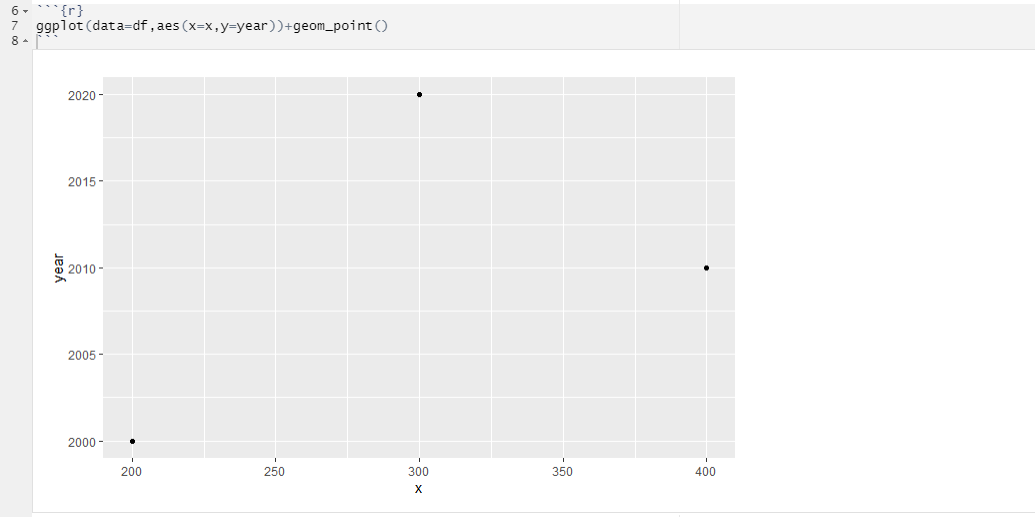 6 ```{r}
7 ggplot(data=df,aes(x=x,y=year))+geom_point()
8 ```
2020
2015
2010
2005
2000
year
200 250 300 350 400
x